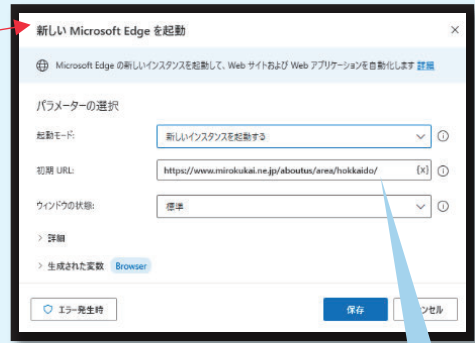 新しい Microsoft Edge を起動
Microsoft Edge の新しいインスタンスを起動して、Web サイトおよび Web アプリケーションを自動化します 詳細
パラメーターの選択
起動モード: 新しいインスタンスを起動する
初期 URL: https://www.mirokukai.ne.jp/aboutus/area/hokkaido/ {x}
ウィンドウの状態: 標準
> 詳細
> 生成された変数 Browser
エラー発生時 保存 ンセル